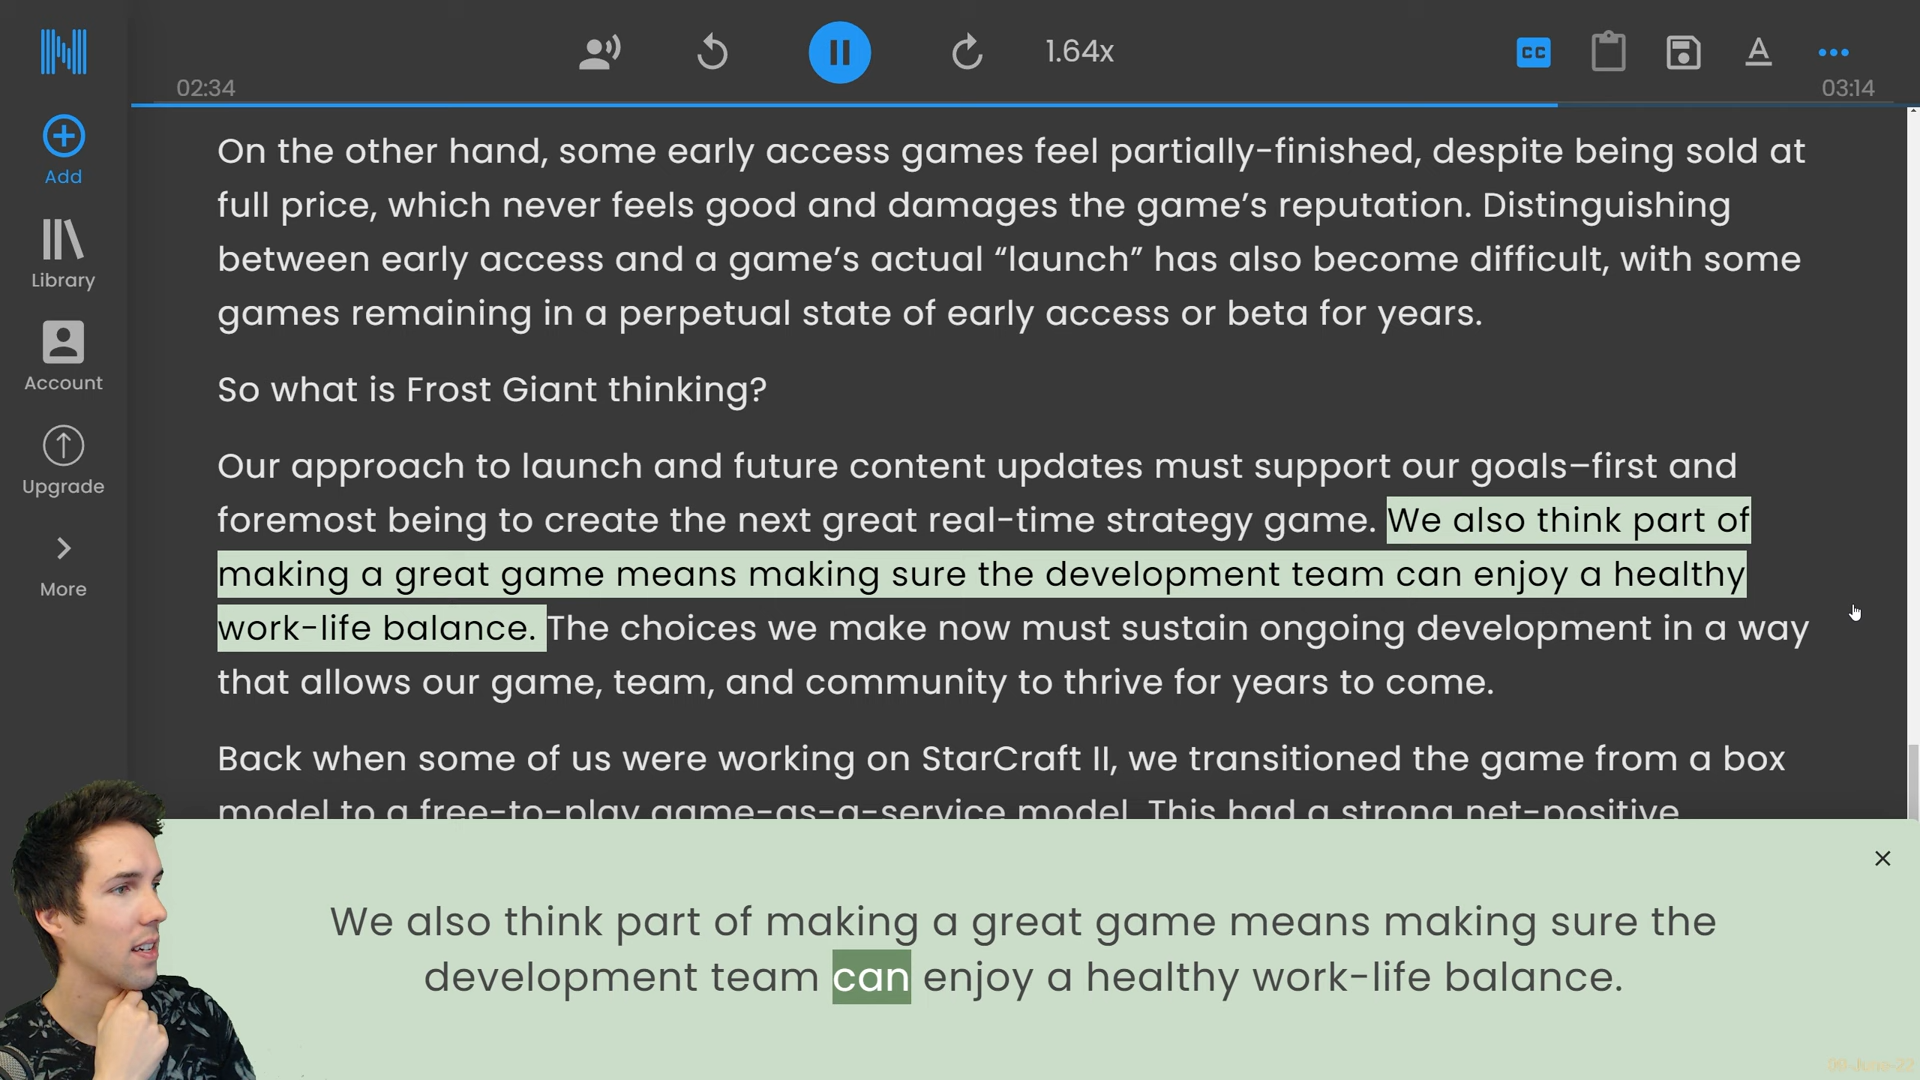 1.64x
CC
A
02:34
03:14
Add
Library
Account
Upgrade
More
On the other hand, some early access games feel partially-finished, despite being sold at
full price, which never feels good and damages the game’s reputation. Distinguishing
between early access and a game’s actual “launch” has also become difficult, with some
games remaining in a perpetual state of early access or beta for years.
So what is Frost Giant thinking?
Our approach to launch and future content updates must support our goals–first and
foremost being to create the next great real-time strategy game. We also think part of
making a great game means making sure the development team can enjoy a healthy
work-life balance. The choices we make now must sustain ongoing development in a way
that allows our game, team, and community to thrive for years to come.
Back when some of us were working on StarCraft II, we transitioned the game from a box
model to a free-to-play game-as-a-service model. This had a strong net-positive
We also think part of making a great game means making sure the
development team can enjoy a healthy work-life balance.